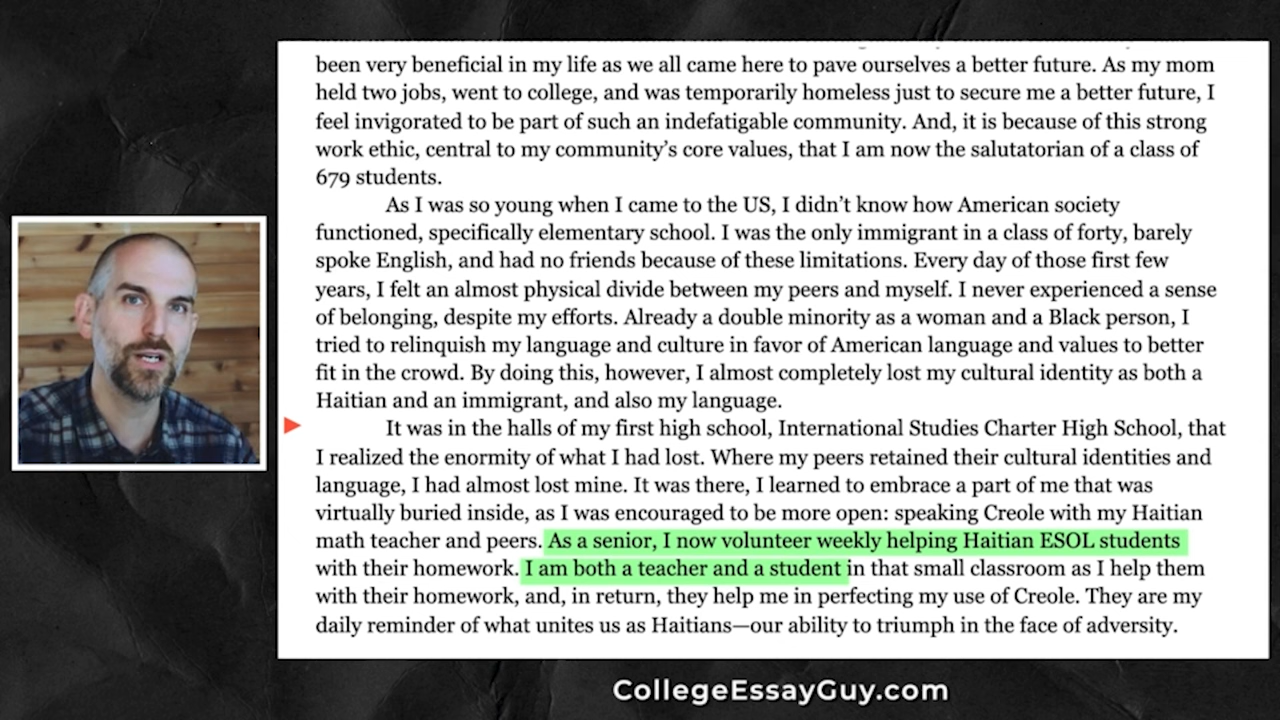 been very beneficial in my life as we all came here to pave ourselves a better future. As my mom
held two jobs, went to college, and was temporarily homeless just to secure me a better future, I
feel invigorated to be part of such an indefatigable community. And, it is because of this strong
work ethic, central to my community’s core values, that I am now the salutatorian of a class of
679 students.
As I was so young when I came to the US, I didn’t know how American society
functioned, specifically elementary school. I was the only immigrant in a class of forty, barely
spoke English, and had no friends because of these limitations. Every day of those first few
years, I felt an almost physical divide between my peers and myself. I never experienced a sense
of belonging, despite my efforts. Already a double minority as a woman and a Black person, I
tried to relinquish my language and culture in favor of American language and values to better
fit in the crowd. By doing this, however, I almost completely lost my cultural identity as both a
Haitian and an immigrant, and also my language.
It was in the halls of my first high school, International Studies Charter High School, that
I realized the enormity of what I had lost. Where my peers retained their cultural identities and
language, I had almost lost mine. It was there, I learned to embrace a part of me that was
virtually buried inside, as I was encouraged to be more open: speaking Creole with my Haitian
math teacher and peers. As a senior, I now volunteer weekly helping Haitian ESOL students
with their homework. I am both a teacher and a student in that small classroom as I help them
with their homework, and, in return, they help me in perfecting my use of Creole. They are my
daily reminder of what unites us as Haitians—our ability to triumph in the face of adversity.
CollegeEssayGuy.com